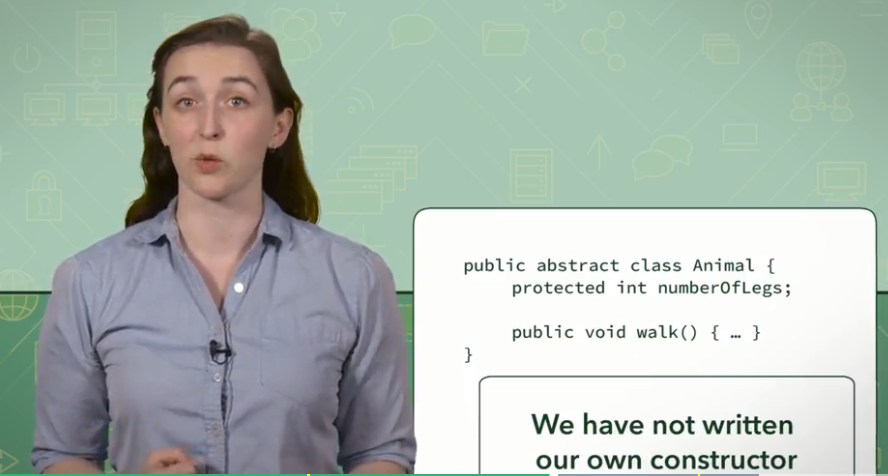 public abstract class Animal {
protected int numberOfLegs;
public void walk() { … }
}
We have not written
our own constructor